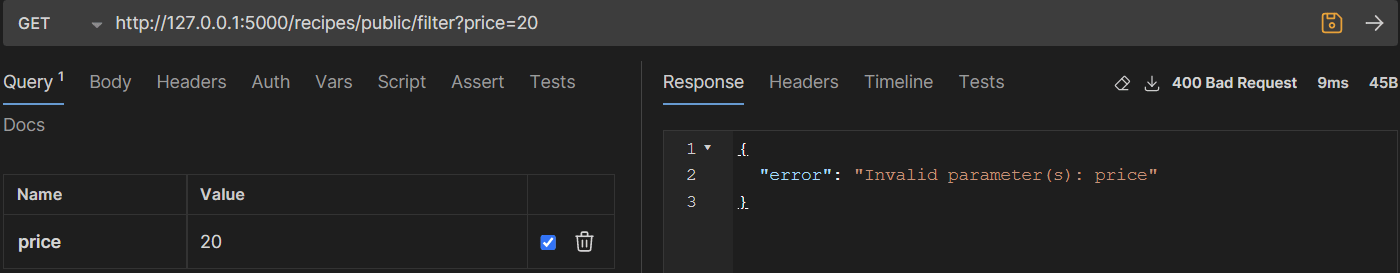 GET http://127.0.0.1:5000/recipes/public/filter?price=20
Query 1 Body Headers Auth Vars Script Assert Tests
Docs
Name Value
price 20
Response Headers Timeline Tests 400 Bad Request 9ms 45B
1 {
2 "error": "Invalid parameter(s): price"
3 }